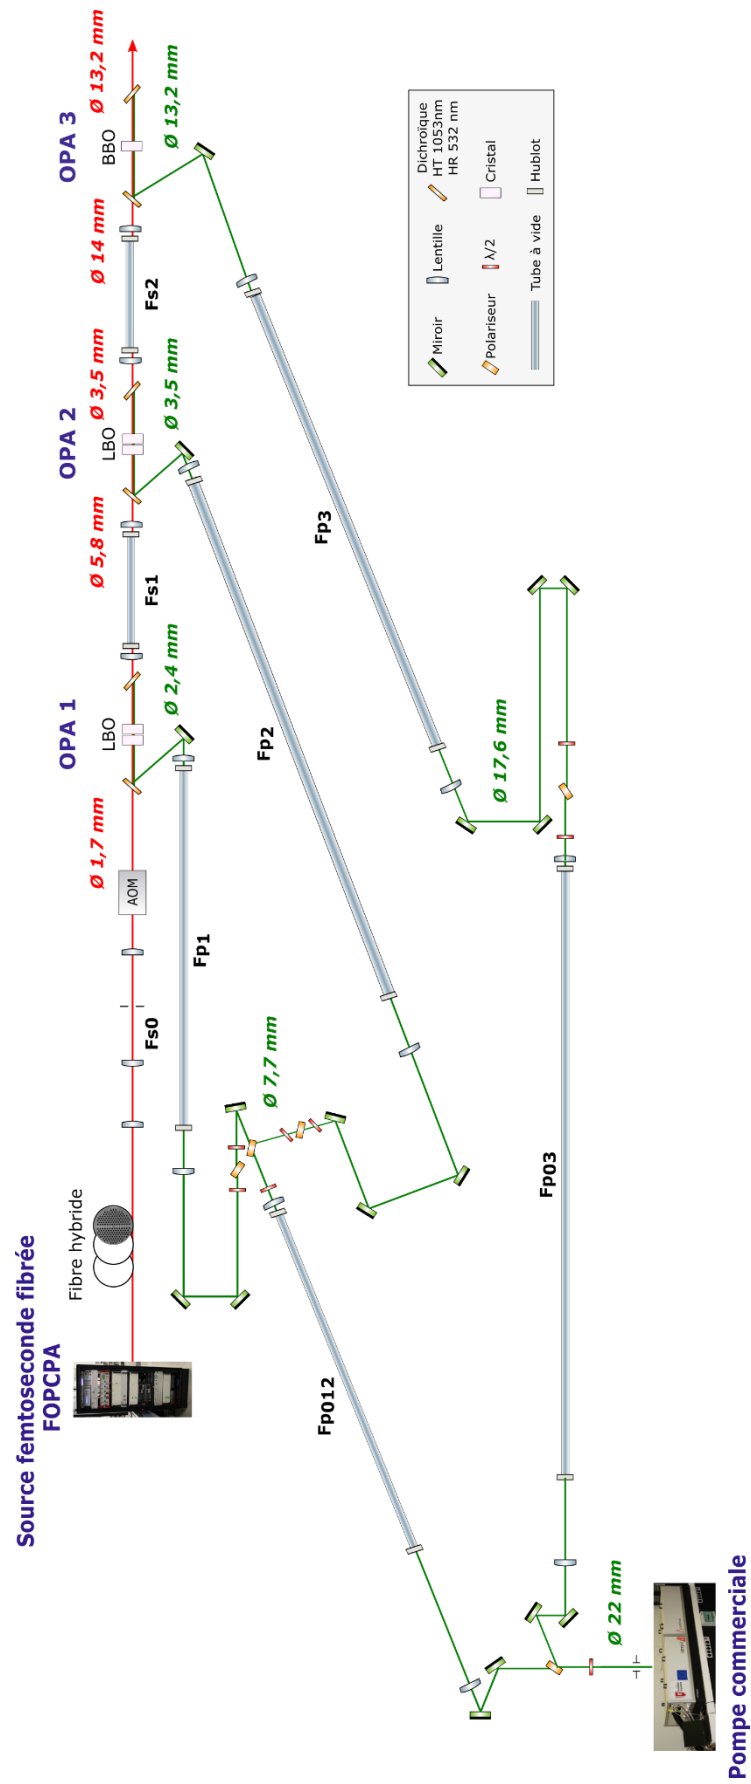 Source femtoseconde fibrée
FOPCPA
Fibre hybride
Fs0
AOM
Ø 1,7 mm
OPA 1
LBO
Ø 2,4 mm
Fs1
Ø 5,8 mm
OPA 2
LBO
Ø 3,5 mm
Ø 3,5 mm
Fs2
Ø 14 mm
OPA 3
BBO
Ø 13,2 mm
Ø 13,2 mm
Fp1
Fp2
Fp3
Ø 7,7 mm
Fp012
Ø 17,6 mm
Fp03
Ø 22 mm
Pompe commerciale
Miroir
Lentille
Dichroïque
HT 1053nm
HR 532 nm
Polariseur
λ/2
Cristal
Tube à vide
Hublot